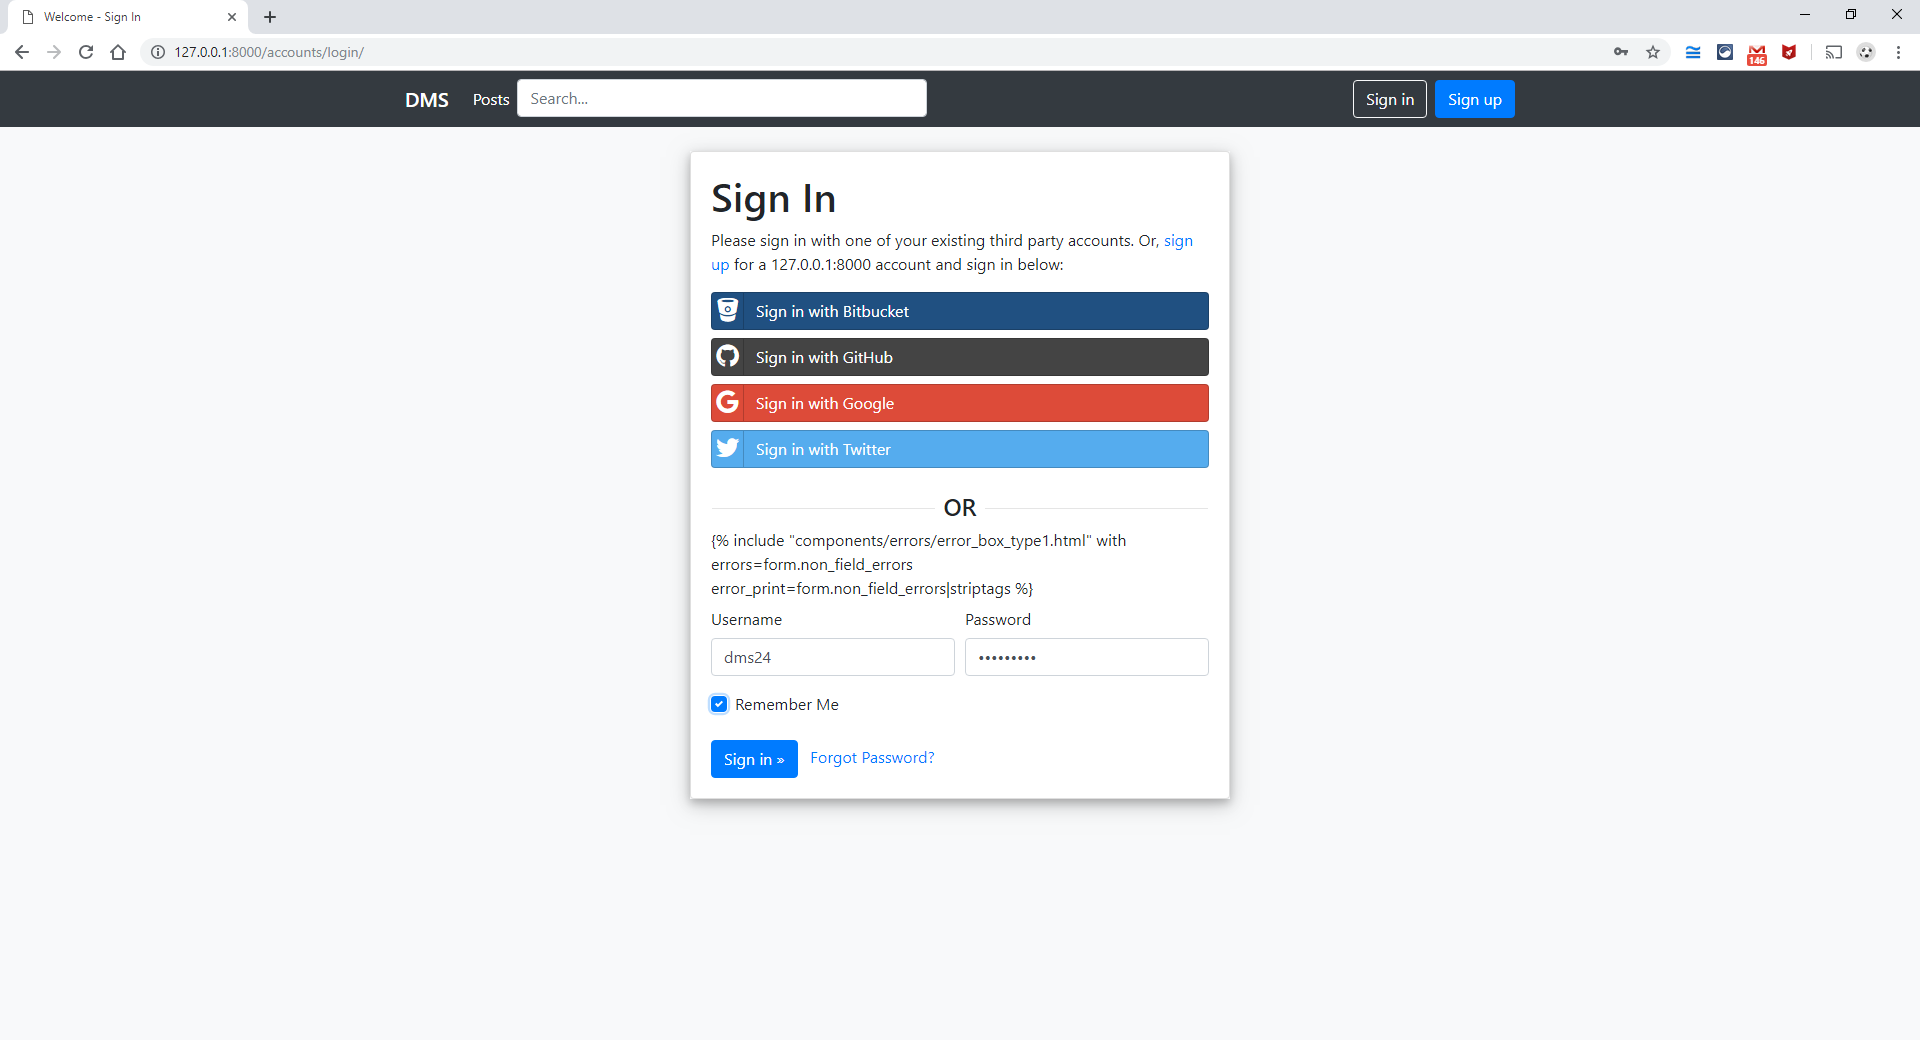 Welcome - Sign In
127.0.0.1:8000/accounts/login/
146
DMS Posts Search... Sign in Sign up
Sign In
Please sign in with one of your existing third party accounts. Or, sign
up for a 127.0.0.1:8000 account and sign in below:
Sign in with Bitbucket
Sign in with GitHub
Sign in with Google
Sign in with Twitter
OR
{% include "components/errors/error_box_type1.html" with
errors=form.non_field_errors
error_print=form.non_field_errors|striptags %}
Username Password
dms24 •••••••••
Remember Me
Sign in » Forgot Password?